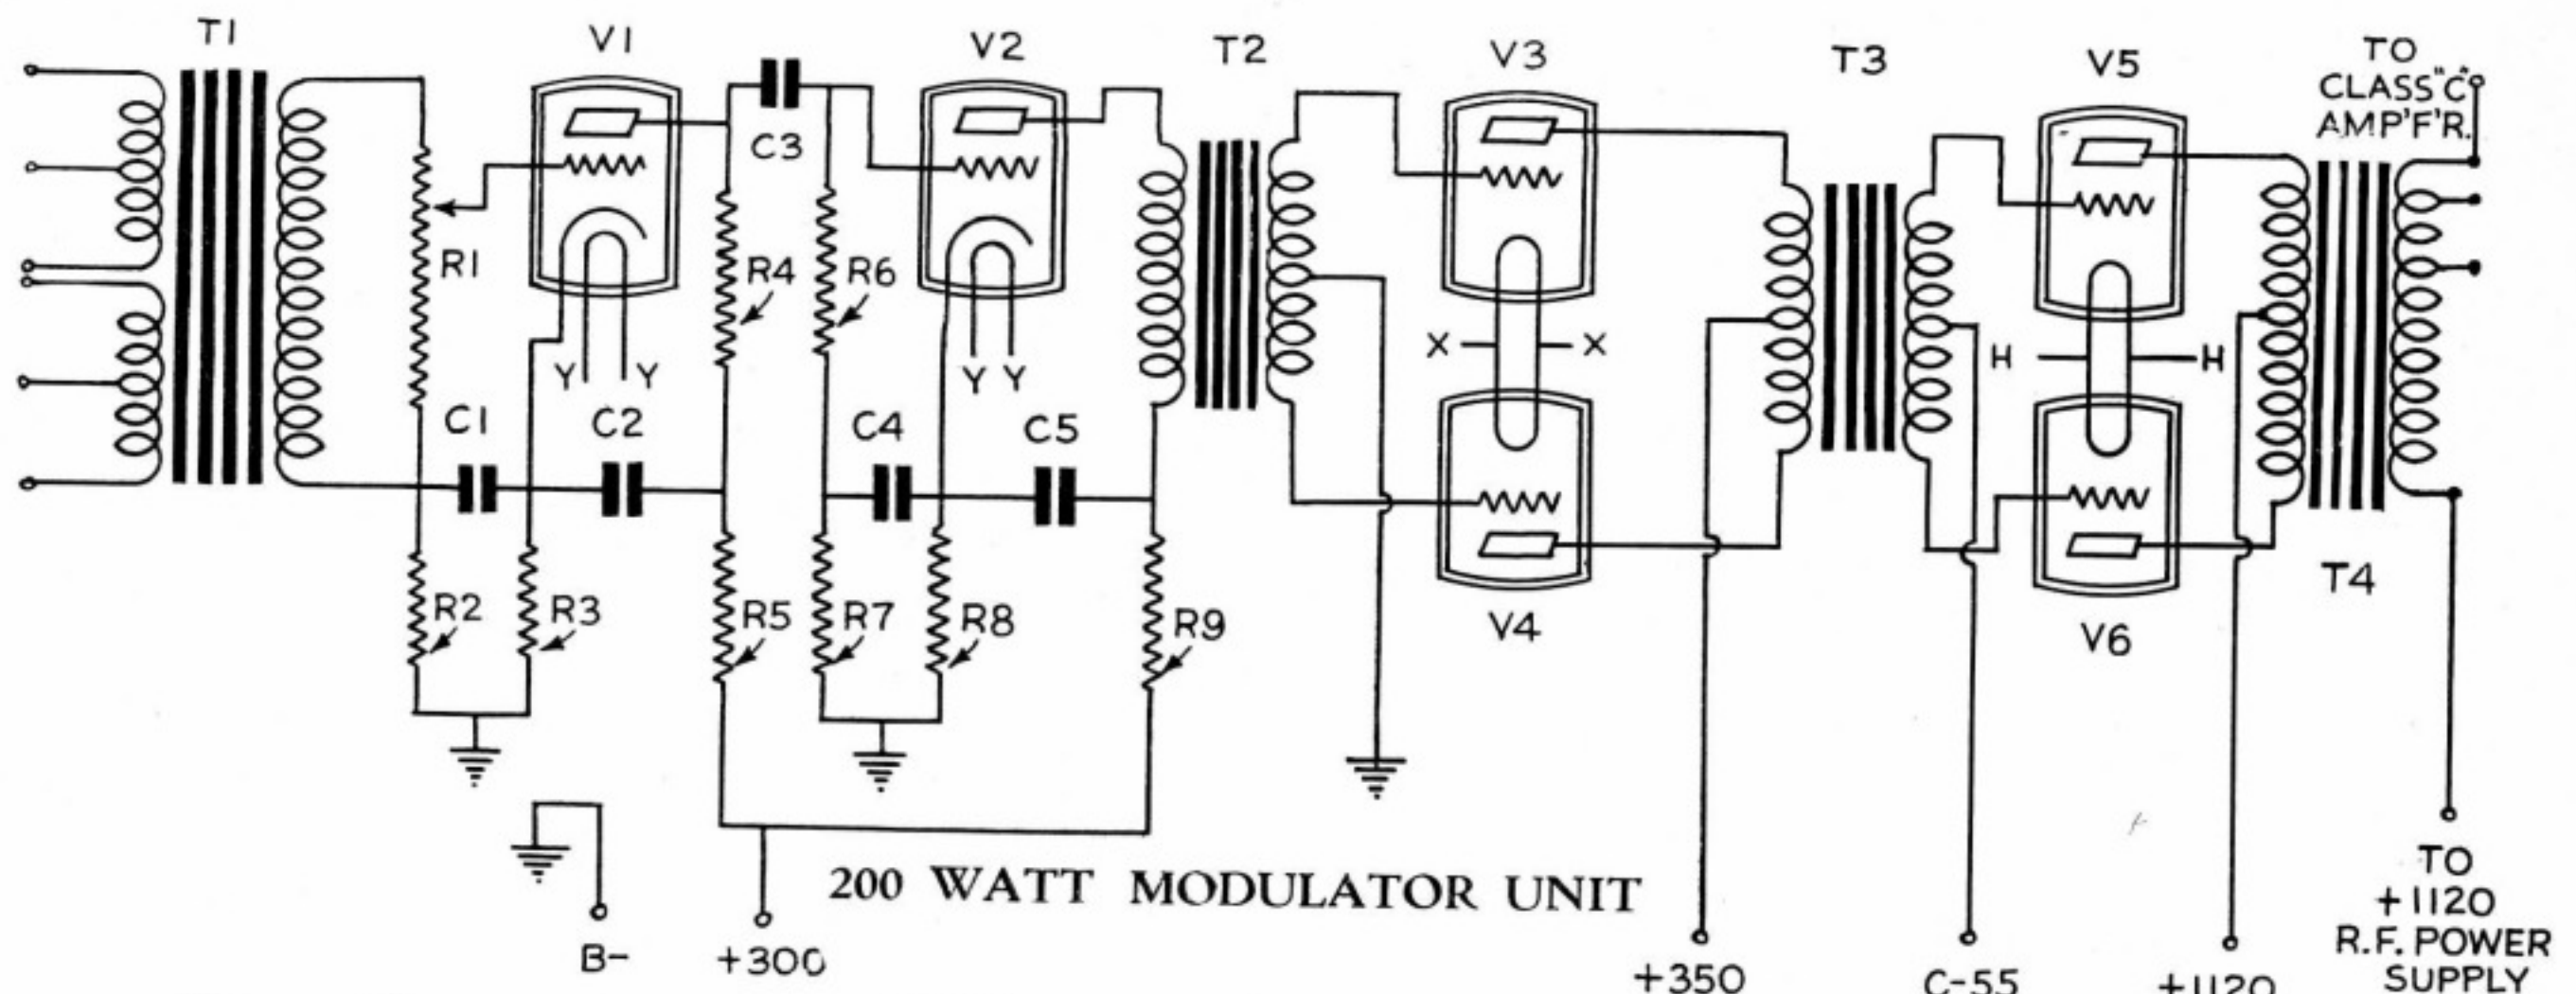 T1
V1
C3
V2
T2
V3
T3
V5
TO
CLASS "C"
AMP'F'R.
R1
R4
R6
Y Y
Y Y
X X
H H
C1
C2
C4
C5
R2
R3
R5
R7
R8
R9
V4
V6
T4
200 WATT MODULATOR UNIT
B-
+300
+350
C-55
+1120
TO
+1120
R.F. POWER
SUPPLY